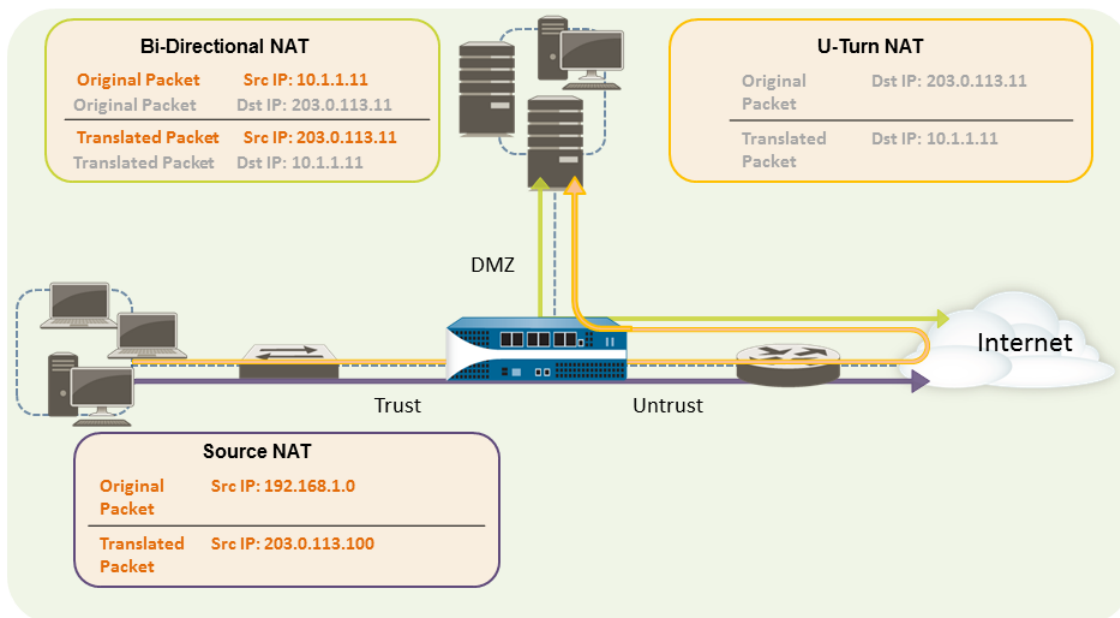 Bi-Directional NAT
Original Packet Src IP: 10.1.1.11
Original Packet Dst IP: 203.0.113.11
Translated Packet Src IP: 203.0.113.11
Translated Packet Dst IP: 10.1.1.11
U-Turn NAT
Original Dst IP: 203.0.113.11
Packet
Translated Dst IP: 10.1.1.11
Packet
DMZ
Internet
Trust
Untrust
Source NAT
Original Src IP: 192.168.1.0
Packet
Translated Src IP: 203.0.113.100
Packet